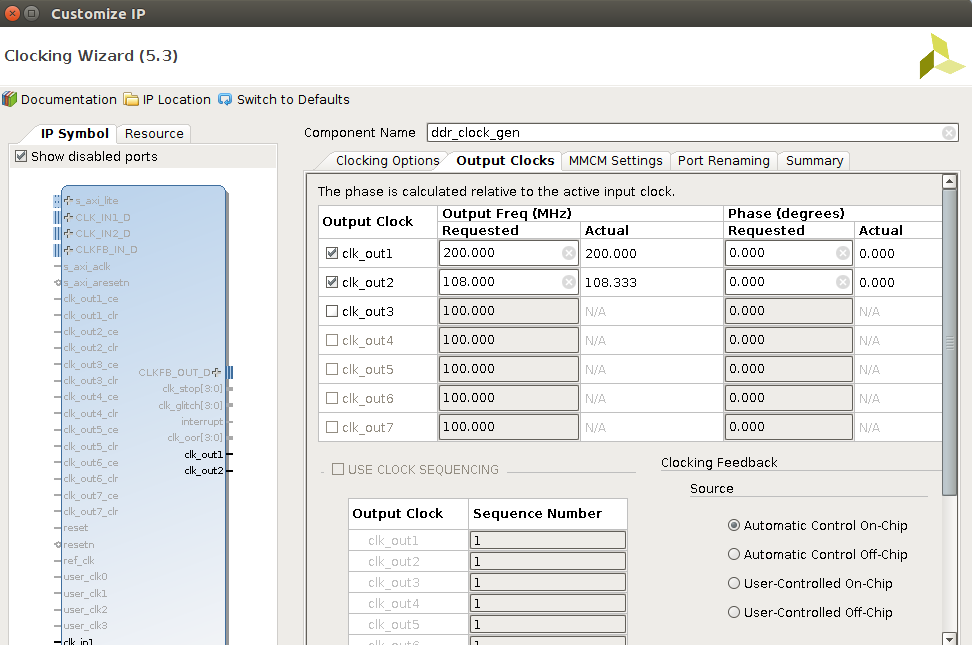 Customize IP
Clocking Wizard (5.3)
Documentation IP Location Switch to Defaults
IP Symbol Resource
Show disabled ports
s_axi_lite
CLK_IN1_D
CLK_IN2_D
CLKFB_IN_D
s_axi_aclk
s_axi_aresetn
clk_out1_ce
clk_out1_clr
clk_out2_ce
clk_out2_clr
clk_out3_ce
clk_out3_clr
clk_out4_ce
clk_out4_clr
clk_out5_ce
clk_out5_clr
clk_out6_ce
clk_out6_clr
clk_out7_ce
clk_out7_clr
reset
resetn
ref_clk
user_clk0
user_clk1
user_clk2
user_clk3
clk_in1
CLKFB_OUT_D
clk_stop[3:0]
clk_glitch[3:0]
interrupt
clk_oor[3:0]
clk_out1
clk_out2
Component Name ddr_clock_gen
Clocking Options Output Clocks MMCM Settings Port Renaming Summary
The phase is calculated relative to the active input clock.
Output Clock Output Freq (MHz) Phase (degrees)
Requested Actual Requested Actual
clk_out1 200.000 200.000 0.000 0.000
clk_out2 108.000 108.333 0.000 0.000
clk_out3 100.000 N/A 0.000 N/A
clk_out4 100.000 N/A 0.000 N/A
clk_out5 100.000 N/A 0.000 N/A
clk_out6 100.000 N/A 0.000 N/A
clk_out7 100.000 N/A 0.000 N/A
USE CLOCK SEQUENCING
Output Clock Sequence Number
clk_out1 1
clk_out2 1
clk_out3 1
clk_out4 1
clk_out5 1
clk_out6 1
Clocking Feedback
Source
Automatic Control On-Chip
Automatic Control Off-Chip
User-Controlled On-Chip
User-Controlled Off-Chip